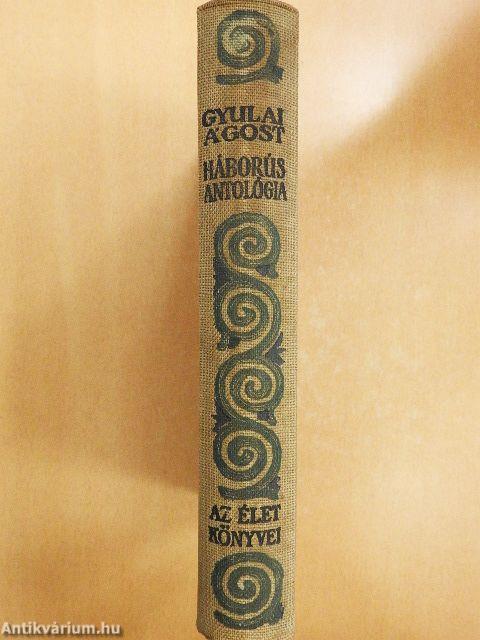 GYULAI
ÁGOST
HÁBORÚS
ANTOLÓGIA
AZ ÉLET
KÖNYVEI
Antikvárium.hu